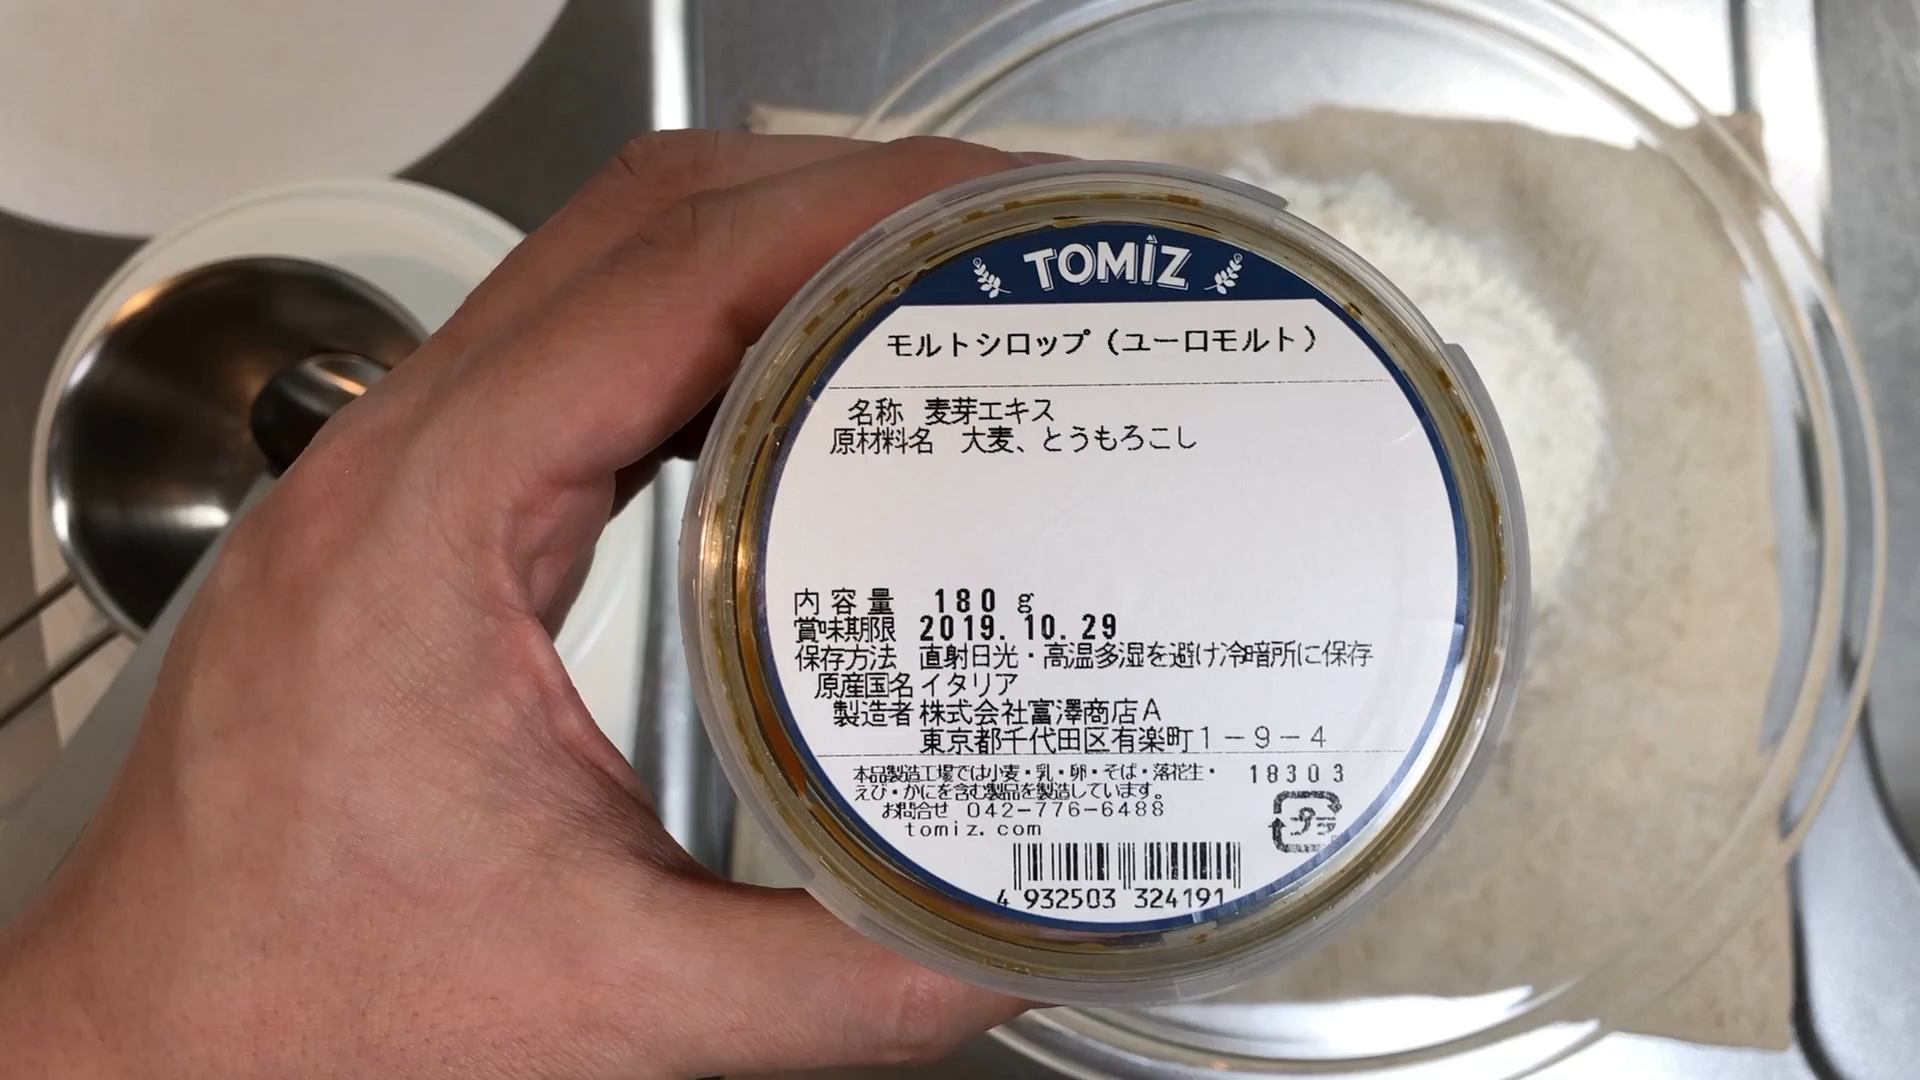 TOMIZ
モルトシロップ（ユーロモルト）
名称 麦芽エキス
原材料名 大麦、とうもろこし
内容量 180 g
賞味期限 2019.10.29
保存方法 直射日光・高温多湿を避け冷暗所に保存
原産国名 イタリア
製造者 株式会社富澤商店A
東京都千代田区有楽町1－9－4
本品製造工場では小麦・乳・卵・そば・落花生・
えび・かにを含む製品を製造しています。
18303
お問合せ 042-776-6488
tomiz.com
プラ
4 932503 324191